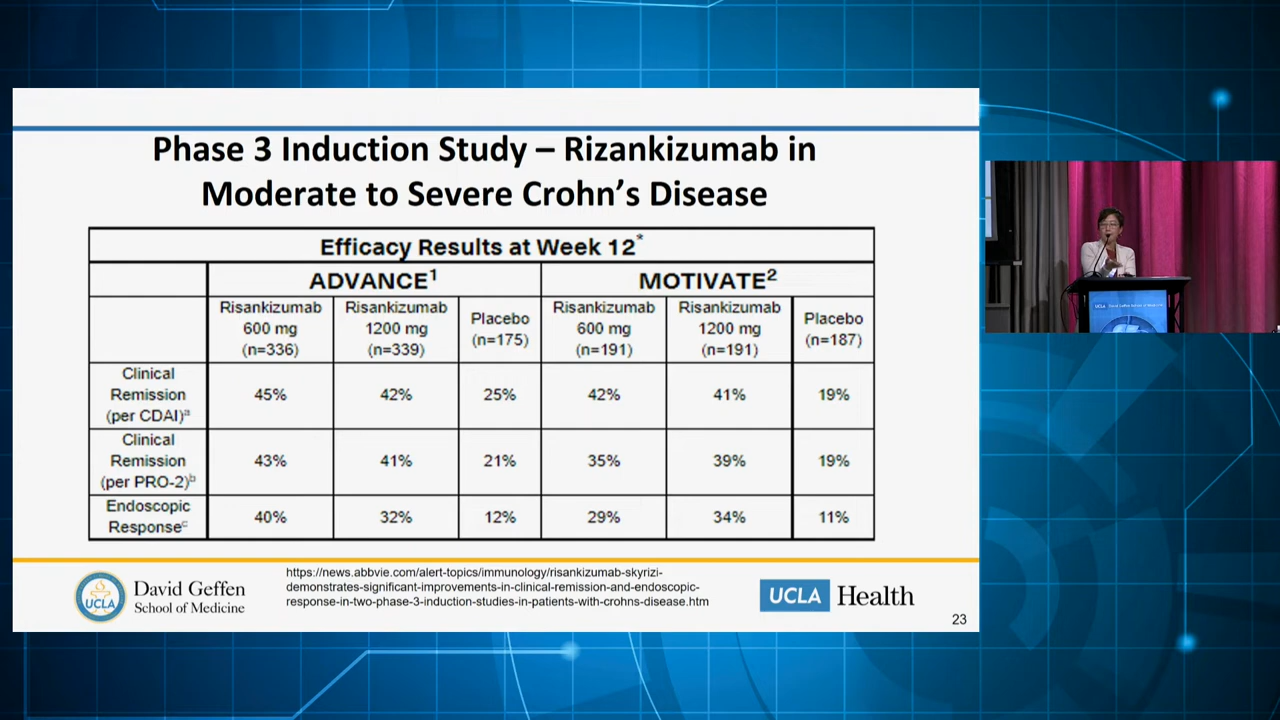 Phase 3 Induction Study – Rizankizumab in
Moderate to Severe Crohn's Disease
Efficacy Results at Week 12*
ADVANCE1 MOTIVATE2
Risankizumab 600 mg (n=336) Risankizumab 1200 mg (n=339) Placebo (n=175) Risankizumab 600 mg (n=191) Risankizumab 1200 mg (n=191) Placebo (n=187)
Clinical Remission (per CDAI)a 45% 42% 25% 42% 41% 19%
Clinical Remission (per PRO-2)b 43% 41% 21% 35% 39% 19%
Endoscopic Responsec 40% 32% 12% 29% 34% 11%
UCLA
David Geffen
School of Medicine
https://news.abbvie.com/alert-topics/immunology/risankizumab-skyrizi-
demonstrates-significant-improvements-in-clinical-remission-and-endoscopic-
response-in-two-phase-3-induction-studies-in-patients-with-crohns-disease.htm
UCLA Health
23
UCLA